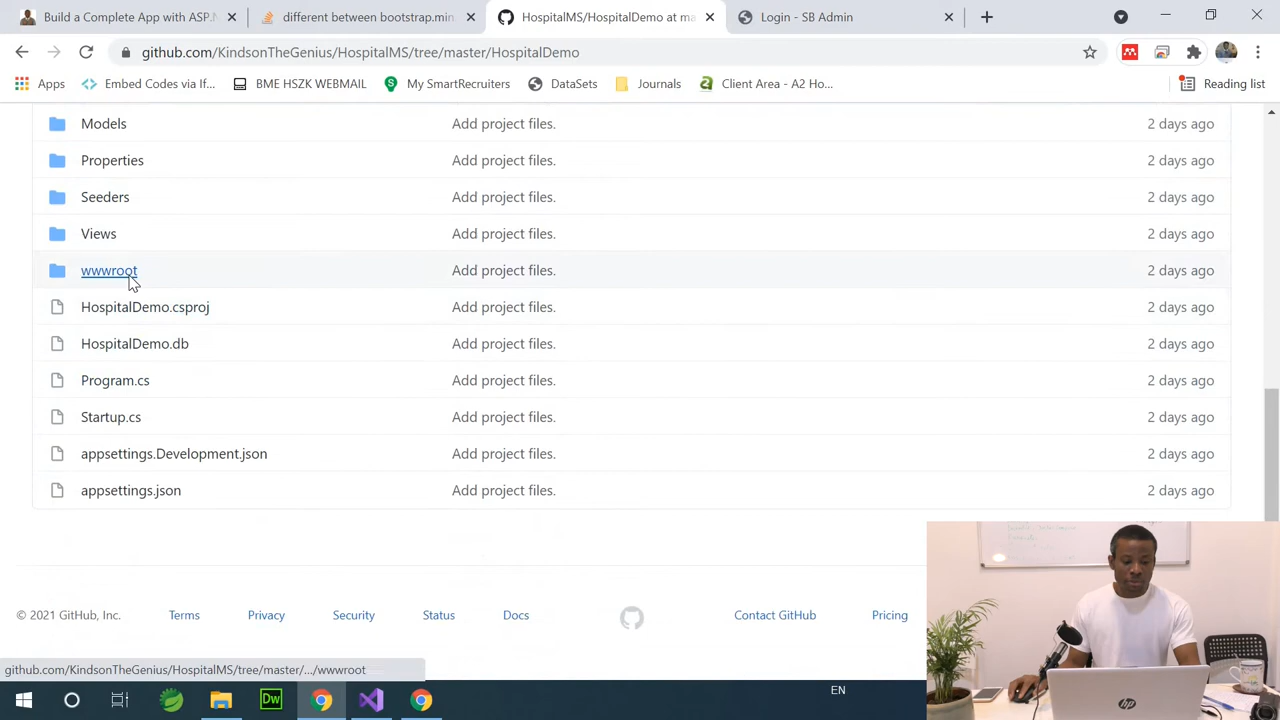 Build a Complete App with ASP.N
different between bootstrap.min.
HospitalMS/HospitalDemo at ma
Login - SB Admin
github.com/KindsonTheGenius/HospitalMS/tree/master/HospitalDemo
Apps
Embed Codes via If...
BME HSZK WEBMAIL
My SmartRecruiters
DataSets
Journals
Client Area - A2 Ho...
Reading list
Models Add project files. 2 days ago
Properties Add project files. 2 days ago
Seeders Add project files. 2 days ago
Views Add project files. 2 days ago
wwwroot Add project files. 2 days ago
HospitalDemo.csproj Add project files. 2 days ago
HospitalDemo.db Add project files. 2 days ago
Program.cs Add project files. 2 days ago
Startup.cs Add project files. 2 days ago
appsettings.Development.json Add project files. 2 days ago
appsettings.json Add project files. 2 days ago
© 2021 GitHub, Inc. Terms Privacy Security Status Docs Contact GitHub Pricing
github.com/KindsonTheGenius/HospitalMS/tree/master/.../wwwroot
Dw
EN
hp